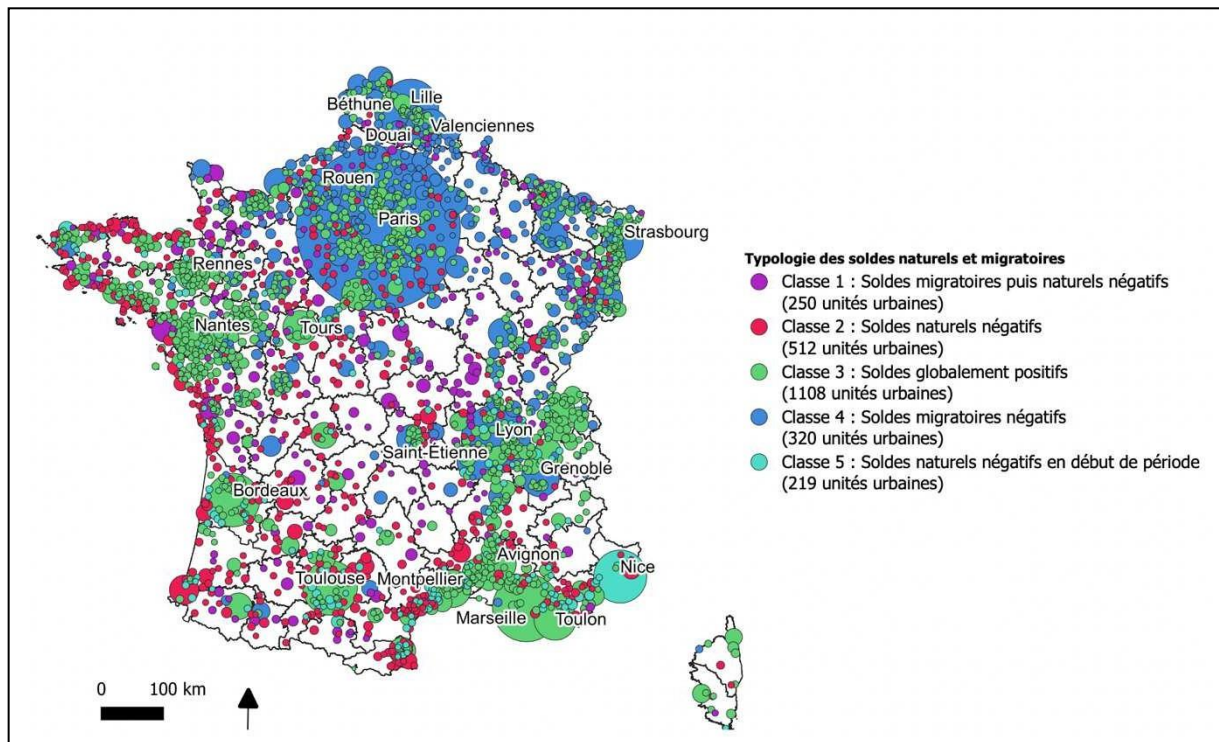 Béthune
Lille
Valenciennes
Douai
Rouen
Paris
Strasbourg
Rennes
Nantes
Tours
Lyon
Saint-Étienne
Grenoble
Bordeaux
Avignon
Nice
Toulouse
Montpellier
Marseille
Toulon
Typologie des soldes naturels et migratoires
Classe 1 : Soldes migratoires puis naturels négatifs
(250 unités urbaines)
Classe 2 : Soldes naturels négatifs
(512 unités urbaines)
Classe 3 : Soldes globalement positifs
(1108 unités urbaines)
Classe 4 : Soldes migratoires négatifs
(320 unités urbaines)
Classe 5 : Soldes naturels négatifs en début de période
(219 unités urbaines)
0 100 km